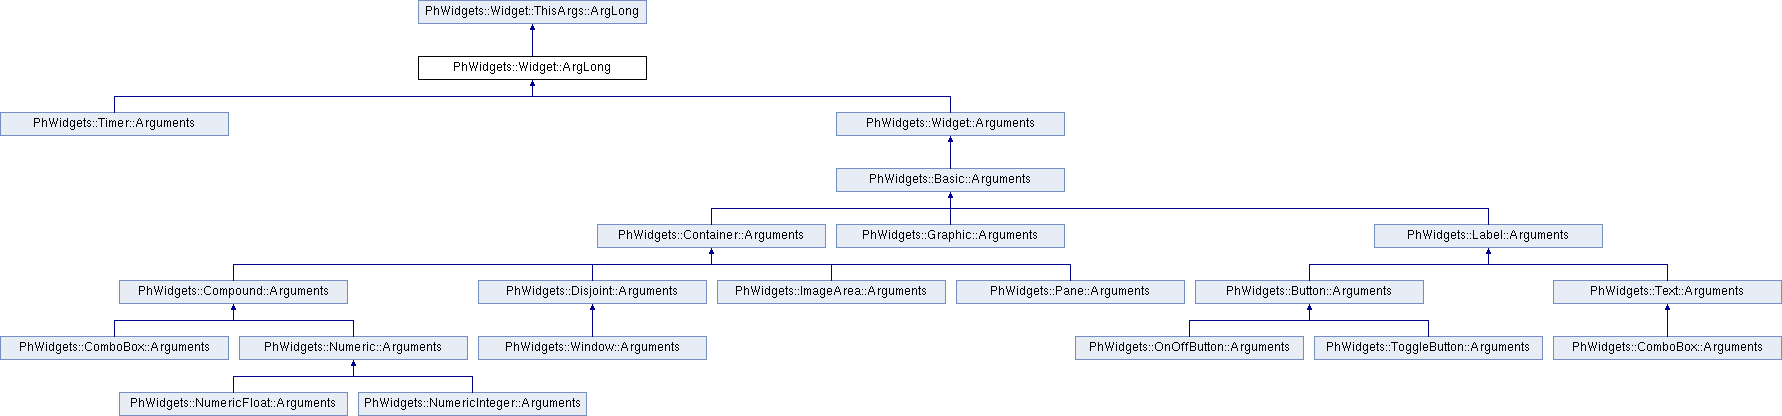 PhWidgets::Widget::ThisArgs::ArgLong
PhWidgets::Widget::ArgLong
PhWidgets::Timer::Arguments
PhWidgets::Widget::Arguments
PhWidgets::Basic::Arguments
PhWidgets::Container::Arguments
PhWidgets::Graphic::Arguments
PhWidgets::Label::Arguments
PhWidgets::Compound::Arguments
PhWidgets::Disjoint::Arguments
PhWidgets::ImageArea::Arguments
PhWidgets::Pane::Arguments
PhWidgets::Button::Arguments
PhWidgets::Text::Arguments
PhWidgets::ComboBox::Arguments
PhWidgets::Numeric::Arguments
PhWidgets::Window::Arguments
PhWidgets::OnOffButton::Arguments
PhWidgets::ToggleButton::Arguments
PhWidgets::ComboBox::Arguments
PhWidgets::NumericFloat::Arguments
PhWidgets::NumericInteger::Arguments